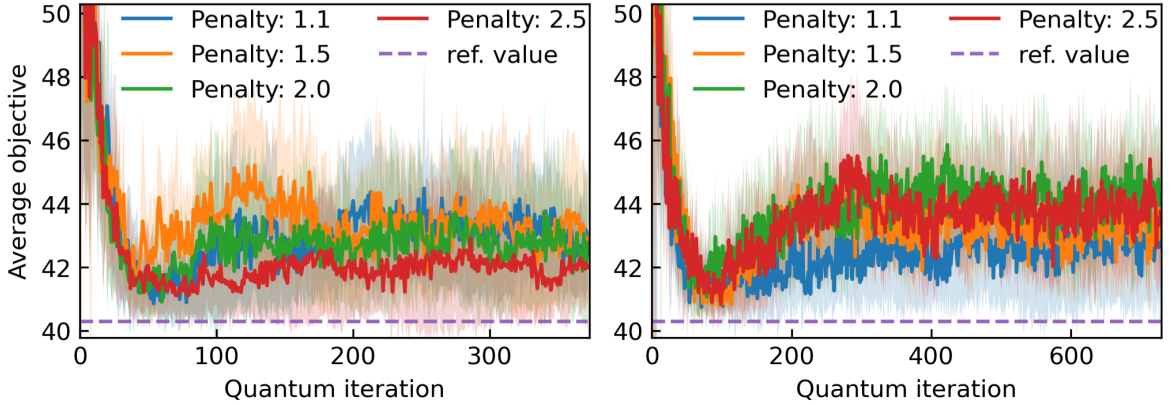 50
48
46
44
42
40
Average objective
0
100
200
300
Quantum iteration
Penalty: 1.1
Penalty: 1.5
Penalty: 2.0
Penalty: 2.5
ref. value
50
48
46
44
42
40
0
200
400
600
Quantum iteration
Penalty: 1.1
Penalty: 1.5
Penalty: 2.0
Penalty: 2.5
ref. value